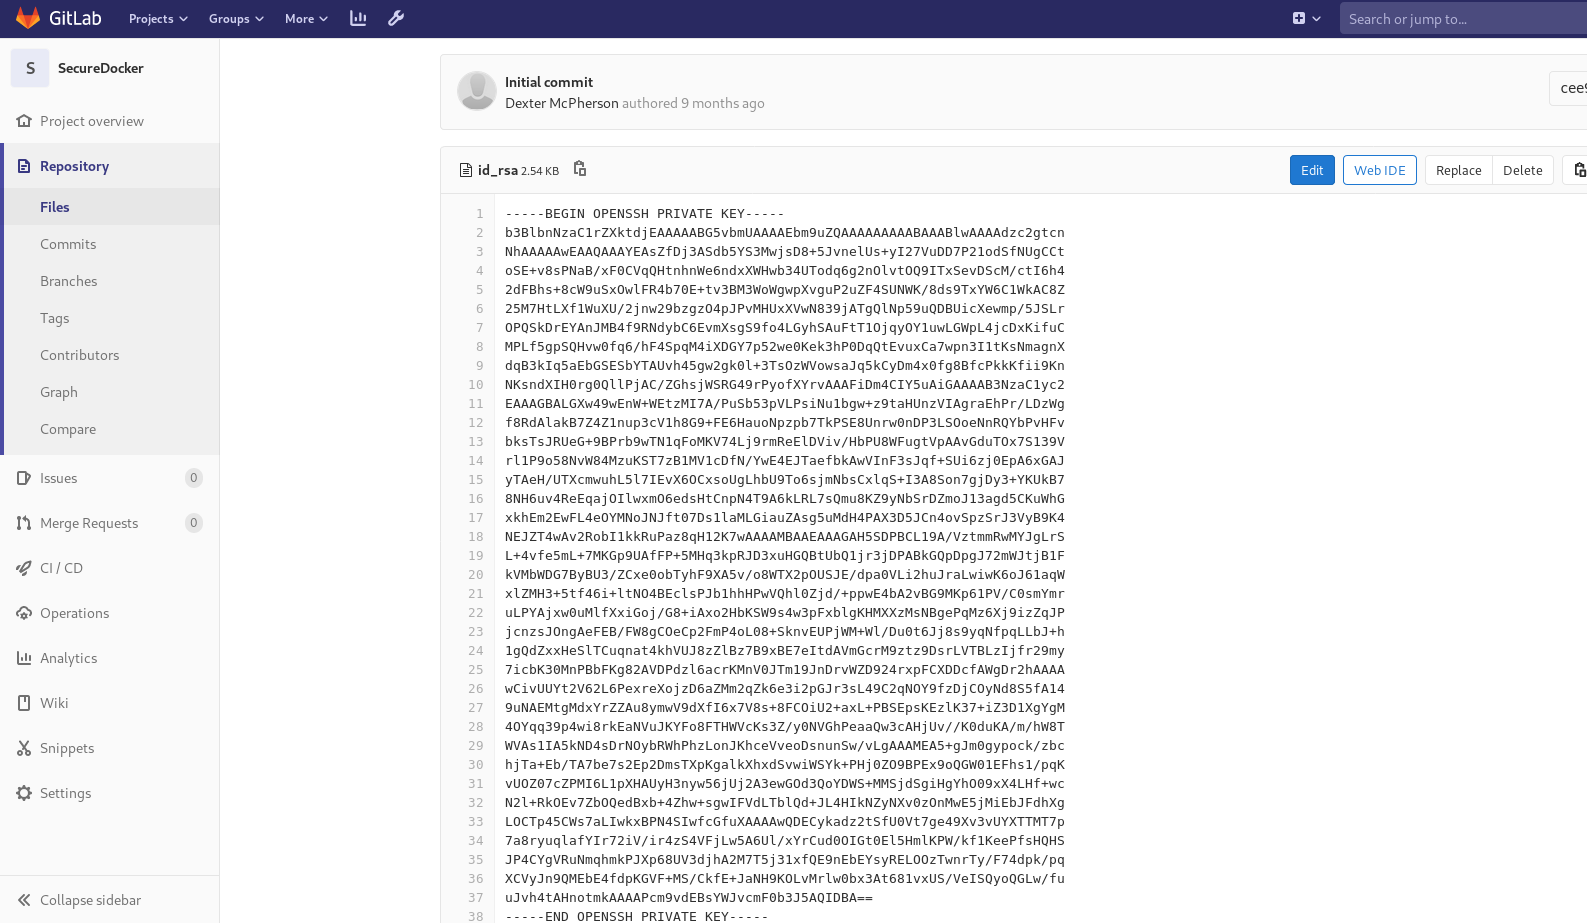 GitLab Projects Groups More Search or jump to...
S SecureDocker
Project overview
Repository
Files
Commits
Branches
Tags
Contributors
Graph
Compare
Issues 0
Merge Requests 0
CI / CD
Operations
Analytics
Wiki
Snippets
Settings
Collapse sidebar
Initial commit
Dexter McPherson authored 9 months ago
cee9
id_rsa 2.54 KB Edit Web IDE Replace Delete
1 -----BEGIN OPENSSH PRIVATE KEY-----
2 b3BlbnNzaC1rZXktdjEAAAAABG5vbmUAAAAEbm9uZQAAAAAAAAABAAABlwAAAAdzc2gtcn
3 NhAAAAAwEAAQAAAYEAsZfDj3ASdb5YS3MwjsD8+5JvnelUs+yI27VuDD7P21odSfNUgCCt
4 oSE+v8sPNaB/xF0CVqQHtnhnWe6ndxXWHwb34UTodq6g2nOlvtOQ9ITxSevDScM/ctI6h4
5 2dFBhs+8cW9uSxOwlFR4b70E+tv3BM3WoWgwpXvguP2uZF4SUNWK/8ds9TxYW6C1WkAC8Z
6 25M7HtLXf1WuXU/2jnw29bzgzO4pJPvMHUxXVwN839jATgQlNp59uQDBUicXewmp/5JSLr
7 OPQSkDrEYAnJMB4f9RNdybC6EvmXsgS9fo4LGyhSAuFtT1OjqyOY1uwLGWpL4jcDxKifuC
8 MPLf5gpSQHvw0fq6/hF4SpqM4iXDGY7p52we0Kek3hP0DqQtEvuxCa7wpn3I1tKsNmagnX
9 dqB3kIq5aEbGSESbYTAUvh45gw2gk0l+3TsOzWVowsaJq5kCyDm4x0fg8BfcPkkKfii9Kn
10 NKsndXIH0rg0QllPjAC/ZGhsjWSRG49rPyofXYrvAAAFiDm4CIY5uAiGAAAAB3NzaC1yc2
11 EAAAGBALGXw49wEnW+WEtzMI7A/PuSb53pVLPsiNu1bgw+z9taHUnzVIAgraEhPr/LDzWg
12 f8RdAlakB7Z4Z1nup3cV1h8G9+FE6HauoNpzpb7TkPSE8Unrw0nDP3LSOoeNnRQYbPvHFv
13 bksTsJRUeG+9BPrb9wTN1qFoMKV74Lj9rmReElDViv/HbPU8WFugtVpAAvGduTOx7S139V
14 rl1P9o58NvW84MzuKST7zB1MV1cDfN/YwE4EJTaefbkAwVInF3sJqf+SUi6zj0EpA6xGAJ
15 yTAeH/UTXcmwuhL5l7IEvX6OCxsoUgLhbU9To6sjmNbsCxlqS+I3A8Son7gjDy3+YKUkB7
16 8NH6uv4ReEqajOIlwxmO6edsHtCnpN4T9A6kLRL7sQmu8KZ9yNbSrDZmoJ13agd5CKuWhG
17 xkhEm2EwFL4eOYMNoJNJft07Ds1laMLGiauZAsg5uMdH4PAX3D5JCn4ovSpzSrJ3VyB9K4
18 NEJZT4wAv2RobI1kkRuPaz8qH12K7wAAAAMBAAEAAAGAH5SDPBCL19A/VztmmRwMYJgLrS
19 L+4vfe5mL+7MKGp9UAfFP+5MHq3kpRJD3xuHGQBtUbQ1jr3jDPABkGQpDpgJ72mWJtjB1F
20 kVMbWDG7ByBU3/ZCxe0obTyhF9XA5v/o8WTX2pOUSJE/dpa0VLi2huJraLwiwK6oJ61aqW
21 xlZMH3+5tf46i+ltNO4BEclsPJb1hhHPwVQhl0Zjd/+ppwE4bA2vBG9MKp61PV/C0smYmr
22 uLPYAjxw0uMlfXxiGoj/G8+iAxo2HbKSW9s4w3pFxblgKHMXXzMsNBgePqMz6Xj9izZqJP
23 jcnzsJOngAeFEB/FW8gCOeCp2FmP4oL08+SknvEUPjWM+Wl/Du0t6Jj8s9yqNfpqLLbJ+h
24 1gQdZxxHeSlTCuqnat4khVUJ8zZlBz7B9xBE7eItdAVmGcrM9ztz9DsrLVTBLzIjfr29my
25 7icbK30MnPBbFKg82AVDPdzl6acrKMnV0JTm19JnDrvWZD924rxpFCXDDcfAWgDr2hAAAA
26 wCivUUYt2V62L6PexreXojzD6aZMm2qZk6e3i2pGJr3sL49C2qNOY9fzDjCOyNd8S5fA14
27 9uNAEMtgMdxYrZZAu8ymwV9dXfI6x7V8s+8FCOiU2+axL+PBSEpsKEzlK37+iZ3D1XgYgM
28 4OYqq39p4wi8rkEaNVuJKYFo8FTHWVcKs3Z/y0NVGhPeaaQw3cAHjUv//K0duKA/m/hW8T
29 WVAs1IA5kND4sDrNOybRWhPhzLonJKhceVveoDsnunSw/vLgAAAMEA5+gJm0gypock/zbc
30 hjTa+Eb/TA7be7s2Ep2DmsTXpKgalkXhxdSvwiWSYk+PHj0ZO9BPEx9oQGW01EFhs1/pqK
31 vUOZ07cZPMI6L1pXHAUyH3nyw56jUj2A3ewGOd3QoYDWS+MMSjdSgiHgYhO09xX4LHf+wc
32 N2l+RkOEv7ZbOQedBxb+4Zhw+sgwIFVdLTblQd+JL4HIkNZyNXv0zOnMwE5jMiEbJFdhXg
33 LOCTp45CWs7aLIwkxBPN4SIwfcGfuXAAAAwQDECykadz2tSfU0Vt7ge49Xv3vUYXTTMT7p
34 7a8ryuqlafYIr72iV/ir4zS4VFjLw5A6Ul/xYrCud0OIGt0El5HmlKPW/kf1KeePfsHQHS
35 JP4CYgVRuNmqhmkPJXp68UV3djhA2M7T5j31xfQE9nEbEYsyRELOOzTwnrTy/F74dpk/pq
36 XCVyJn9QMEbE4fdpKGVF+MS/CkfE+JaNH9KOLvMrlw0bx3At681vxUS/VeISQyoQGLw/fu
37 uJvh4tAHnotmkAAAAPcm9vdEBsYWJvcmF0b3J5AQIDBA==
38 -----END OPENSSH PRIVATE KEY-----